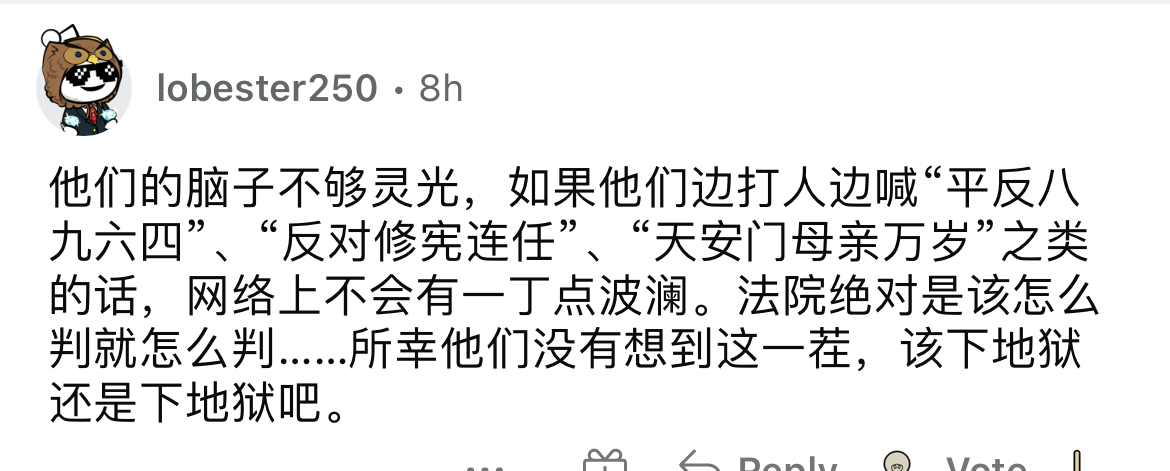 lobester250 · 8h
他们的脑子不够灵光，如果他们边打人边喊“平反八
九六四”、“反对修宪连任”、“天安门母亲万岁”之类
的话，网络上不会有一丁点波澜。法院绝对是该怎么
判就怎么判......所幸他们没有想到这一茬，该下地狱
还是下地狱吧。
... Reply Vote